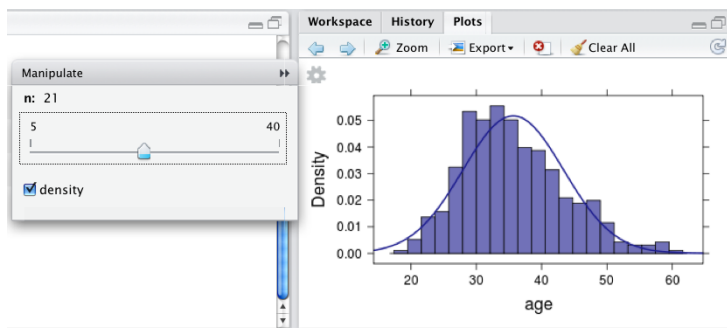 Workspace History Plots
Zoom Export Clear All
Manipulate
n: 21
5 40
density
Density
0.05
0.04
0.03
0.02
0.01
0.00
20 30 40 50 60
age